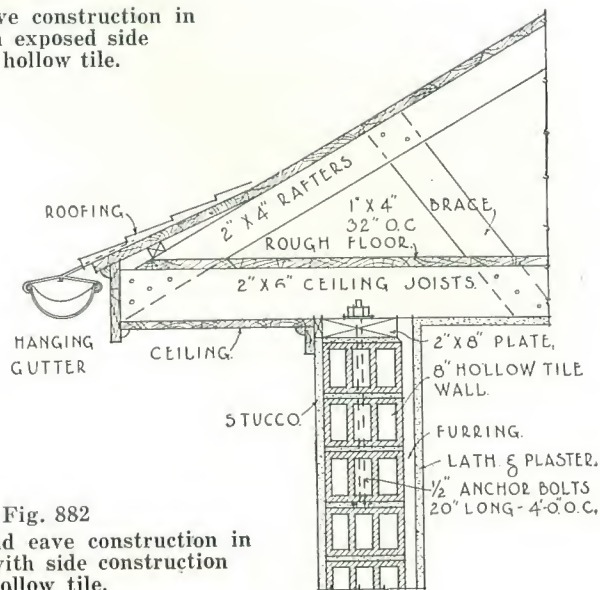 ve construction in
exposed side
hollow tile.
ROOFING
2" X 4" RAFTERS
1" X 4"
32" O.C
BRACE,
ROUGH FLOOR.
2" X 6" CEILING JOISTS.
HANGING
GUTTER
CEILING.
2" X 8" PLATE,
8" HOLLOW TILE
WALL.
STUCCO.
FURRING.
LATH & PLASTER.
1/2" ANCHOR BOLTS
20" LONG - 4'-0" O.C,
Fig. 882
d eave construction in
with side construction
ollow tile.